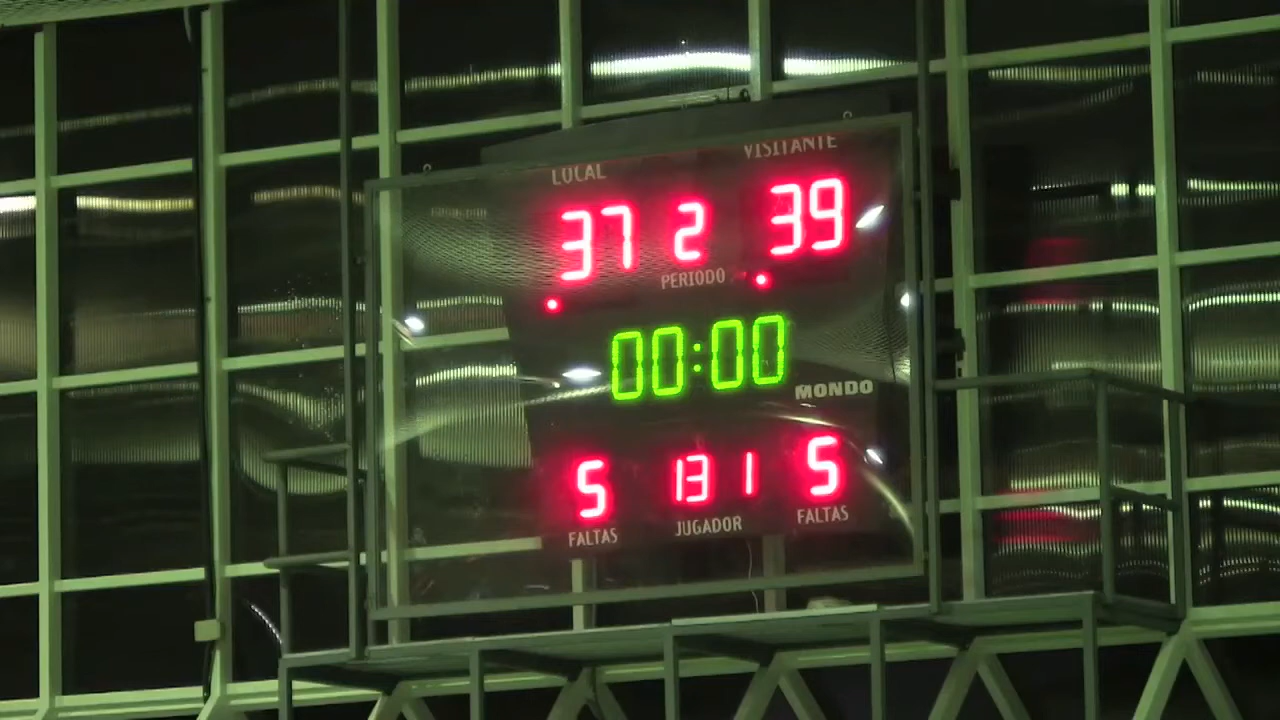 LOCAL VISITANTE
37 2 39
PERIODO
00:00
MONDO
5 13 1 5
FALTAS JUGADOR FALTAS